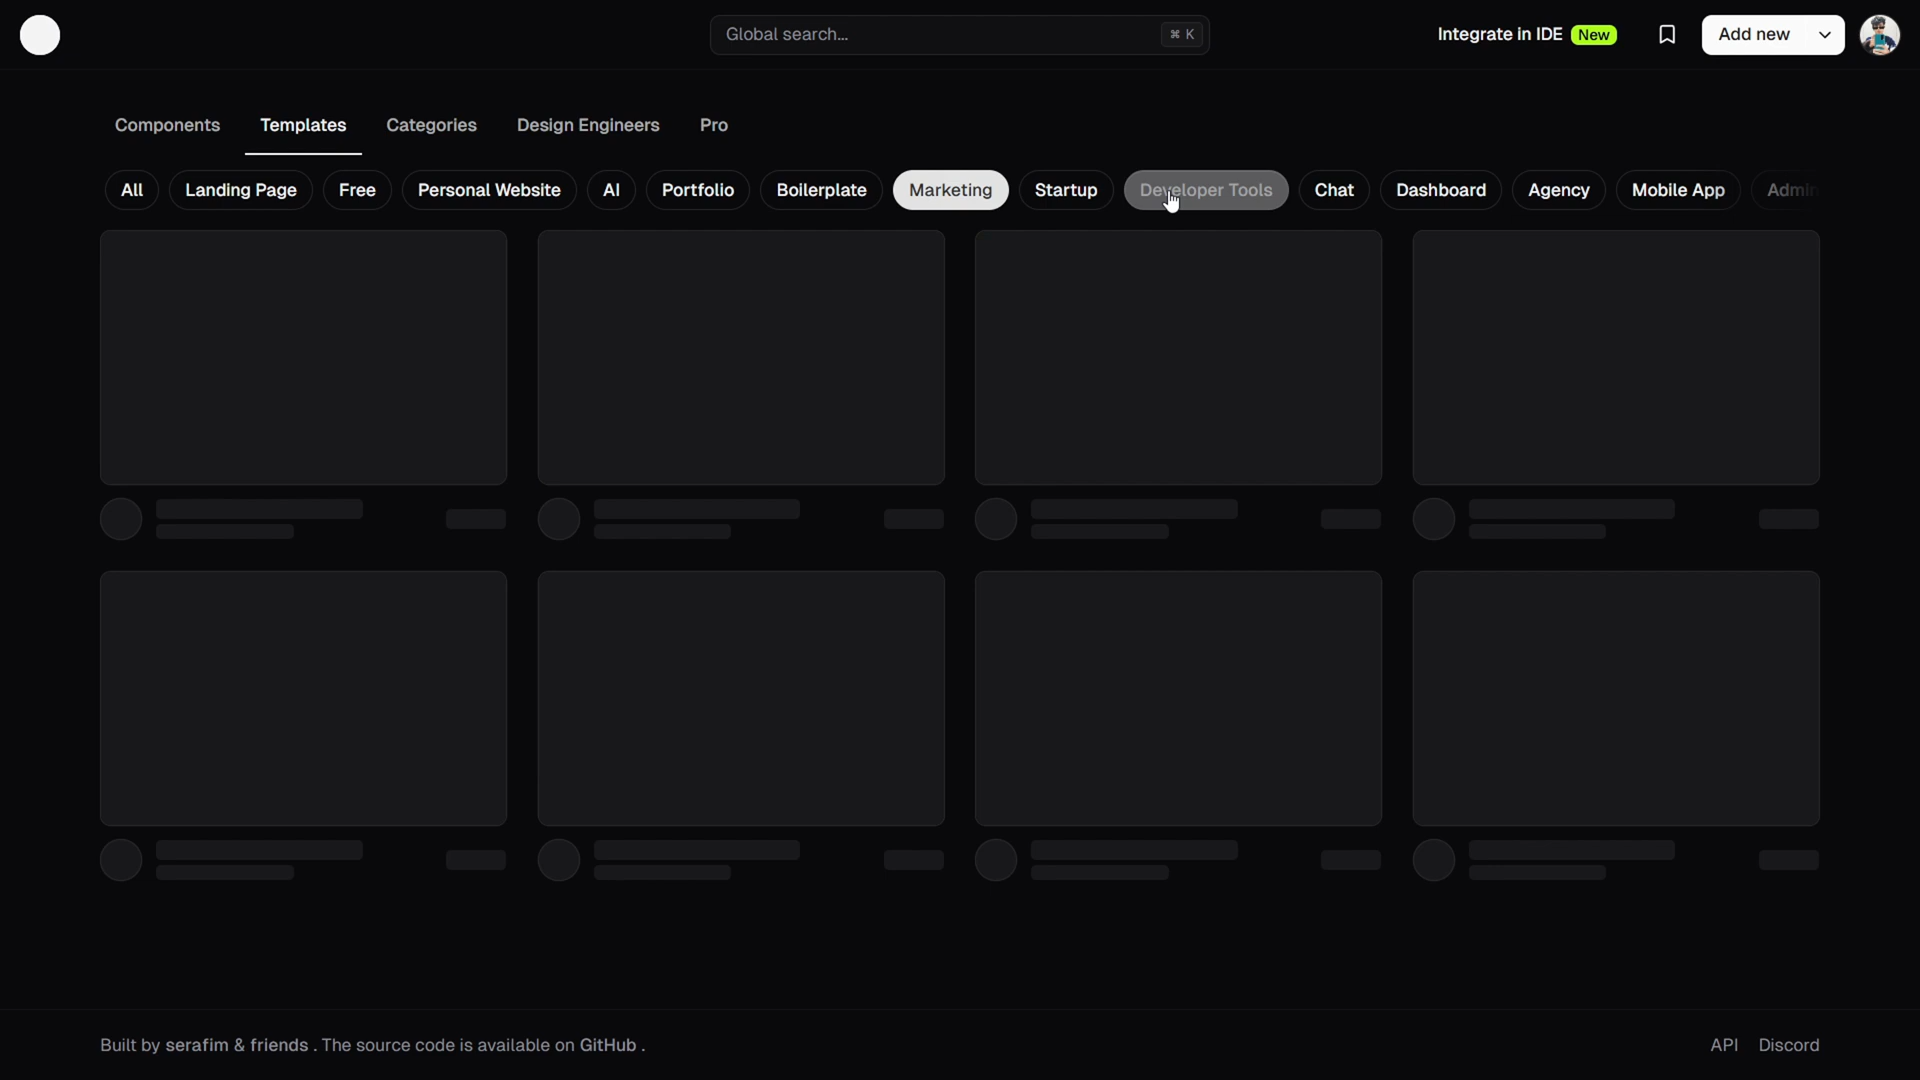 Global search... ⌘ K Integrate in IDE New Add new
Components Templates Categories Design Engineers Pro
All Landing Page Free Personal Website AI Portfolio Boilerplate Marketing Startup Developer Tools Chat Dashboard Agency Mobile App
Built by serafim & friends . The source code is available on GitHub . API Discord